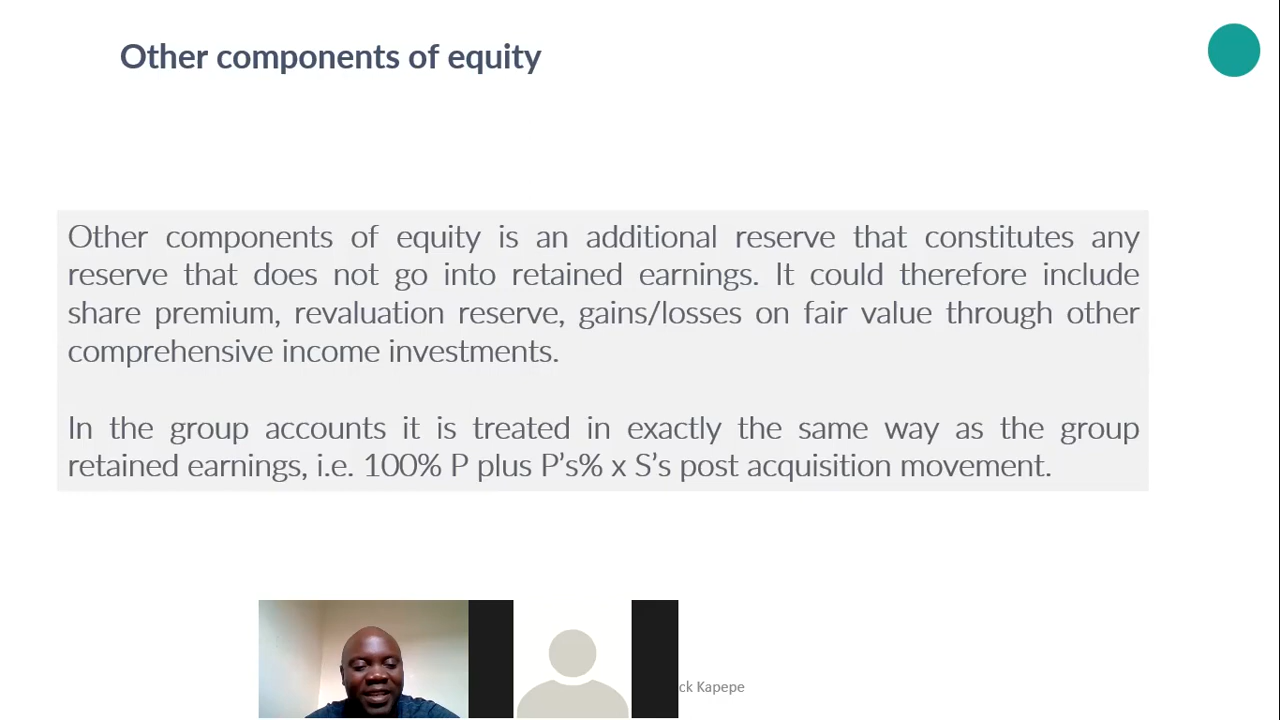 Other components of equity
Other components of equity is an additional reserve that constitutes any
reserve that does not go into retained earnings. It could therefore include
share premium, revaluation reserve, gains/losses on fair value through other
comprehensive income investments.
In the group accounts it is treated in exactly the same way as the group
retained earnings, i.e. 100% P plus P’s% x S’s post acquisition movement.
ck Kapepe